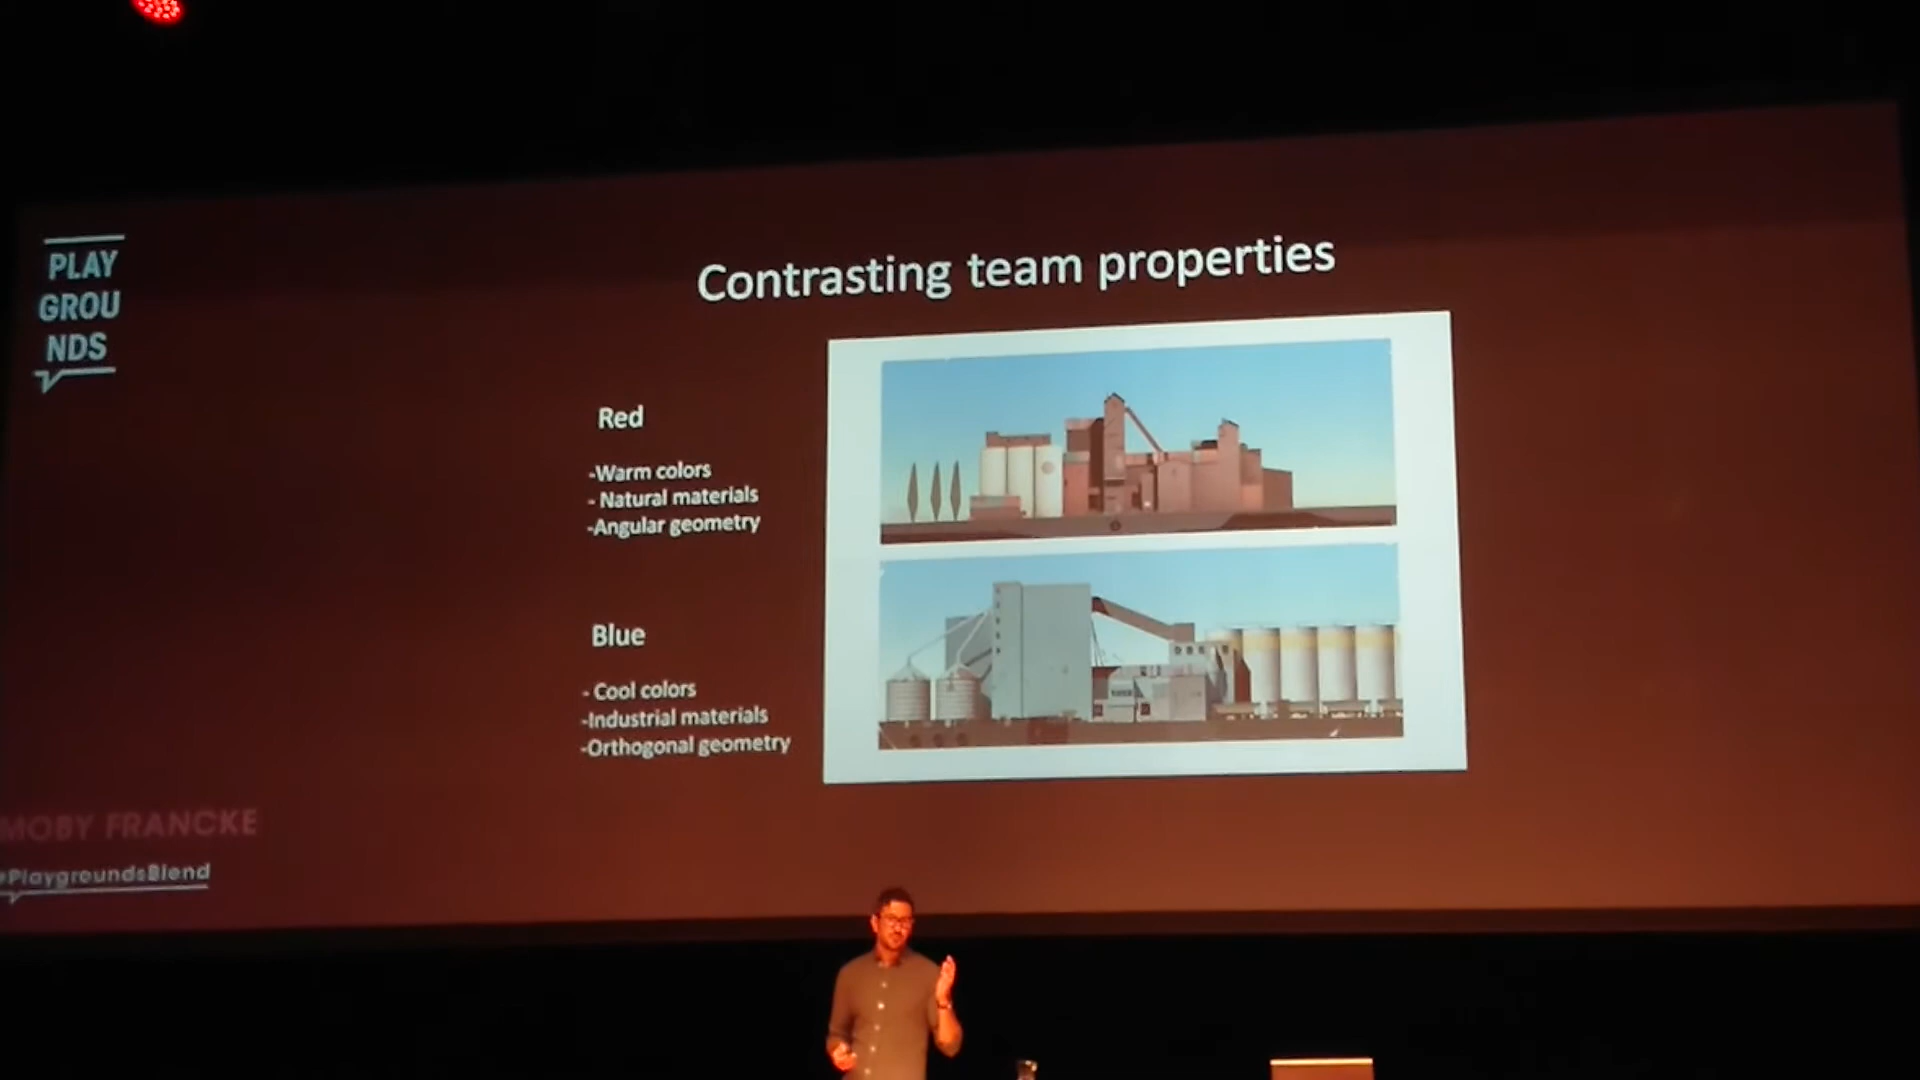 PLAY
GROU
NDS
Contrasting team properties
Red
-Warm colors
- Natural materials
-Angular geometry
Blue
- Cool colors
-Industrial materials
-Orthogonal geometry
MOBY FRANCKE
#PlaygroundsBlend